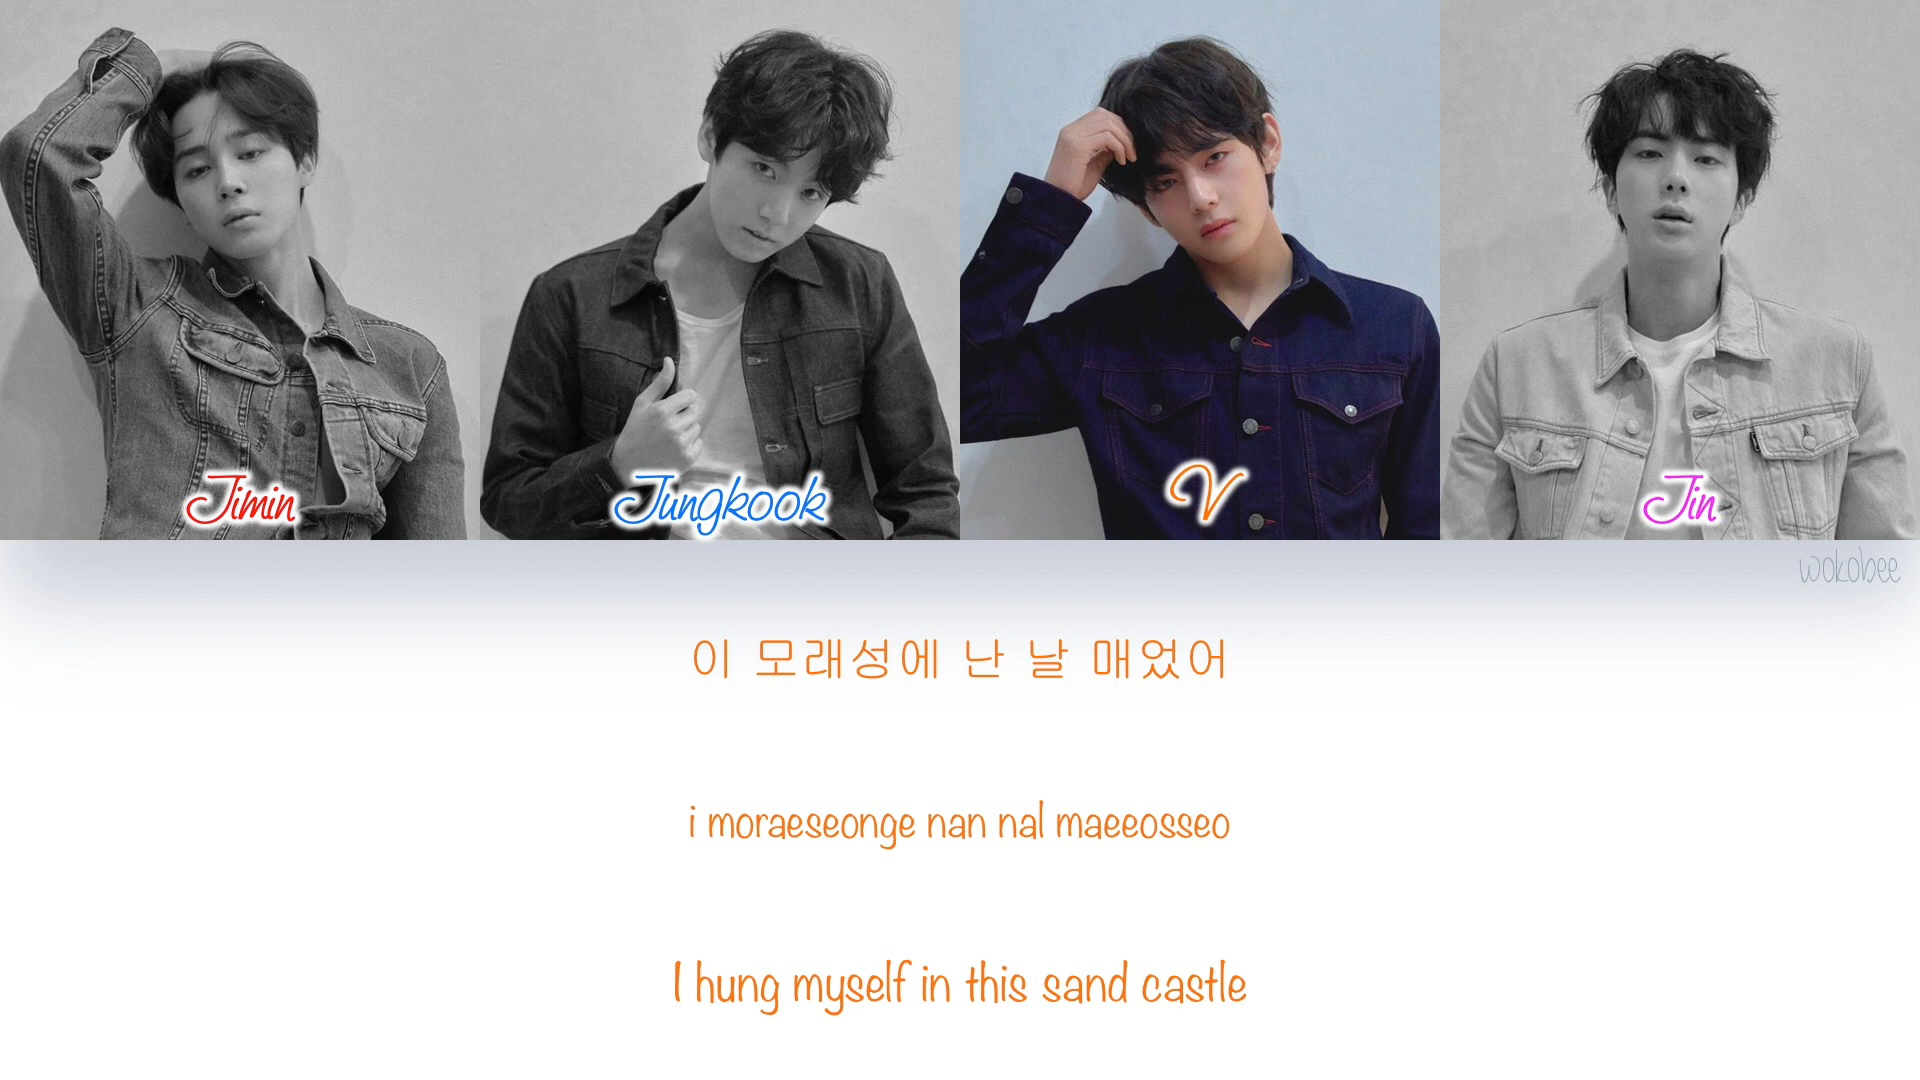 Jimin
Jungkook
V
Jin
wokobee
이 모래성에 난 날 매었어
i moraeseonge nan nal maeeosseo
I hung myself in this sand castle